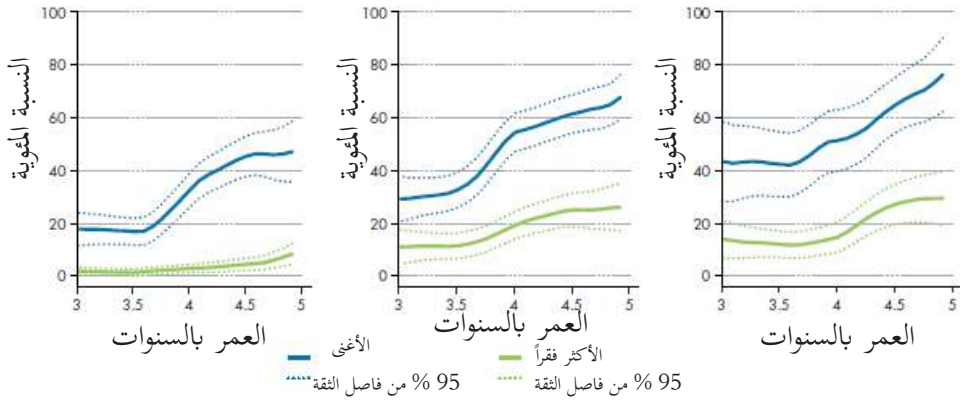 100
80
60
40
20
0
3 3.5 4 4.5 5
النسبة المئوية
العمر بالسنوات
100
80
60
40
20
0
3 3.5 4 4.5 5
النسبة المئوية
العمر بالسنوات
100
80
60
40
20
0
3 3.5 4 4.5 5
النسبة المئوية
العمر بالسنوات
الأغنى
95 % من فاصل الثقة
الأكثر فقراً
95 % من فاصل الثقة